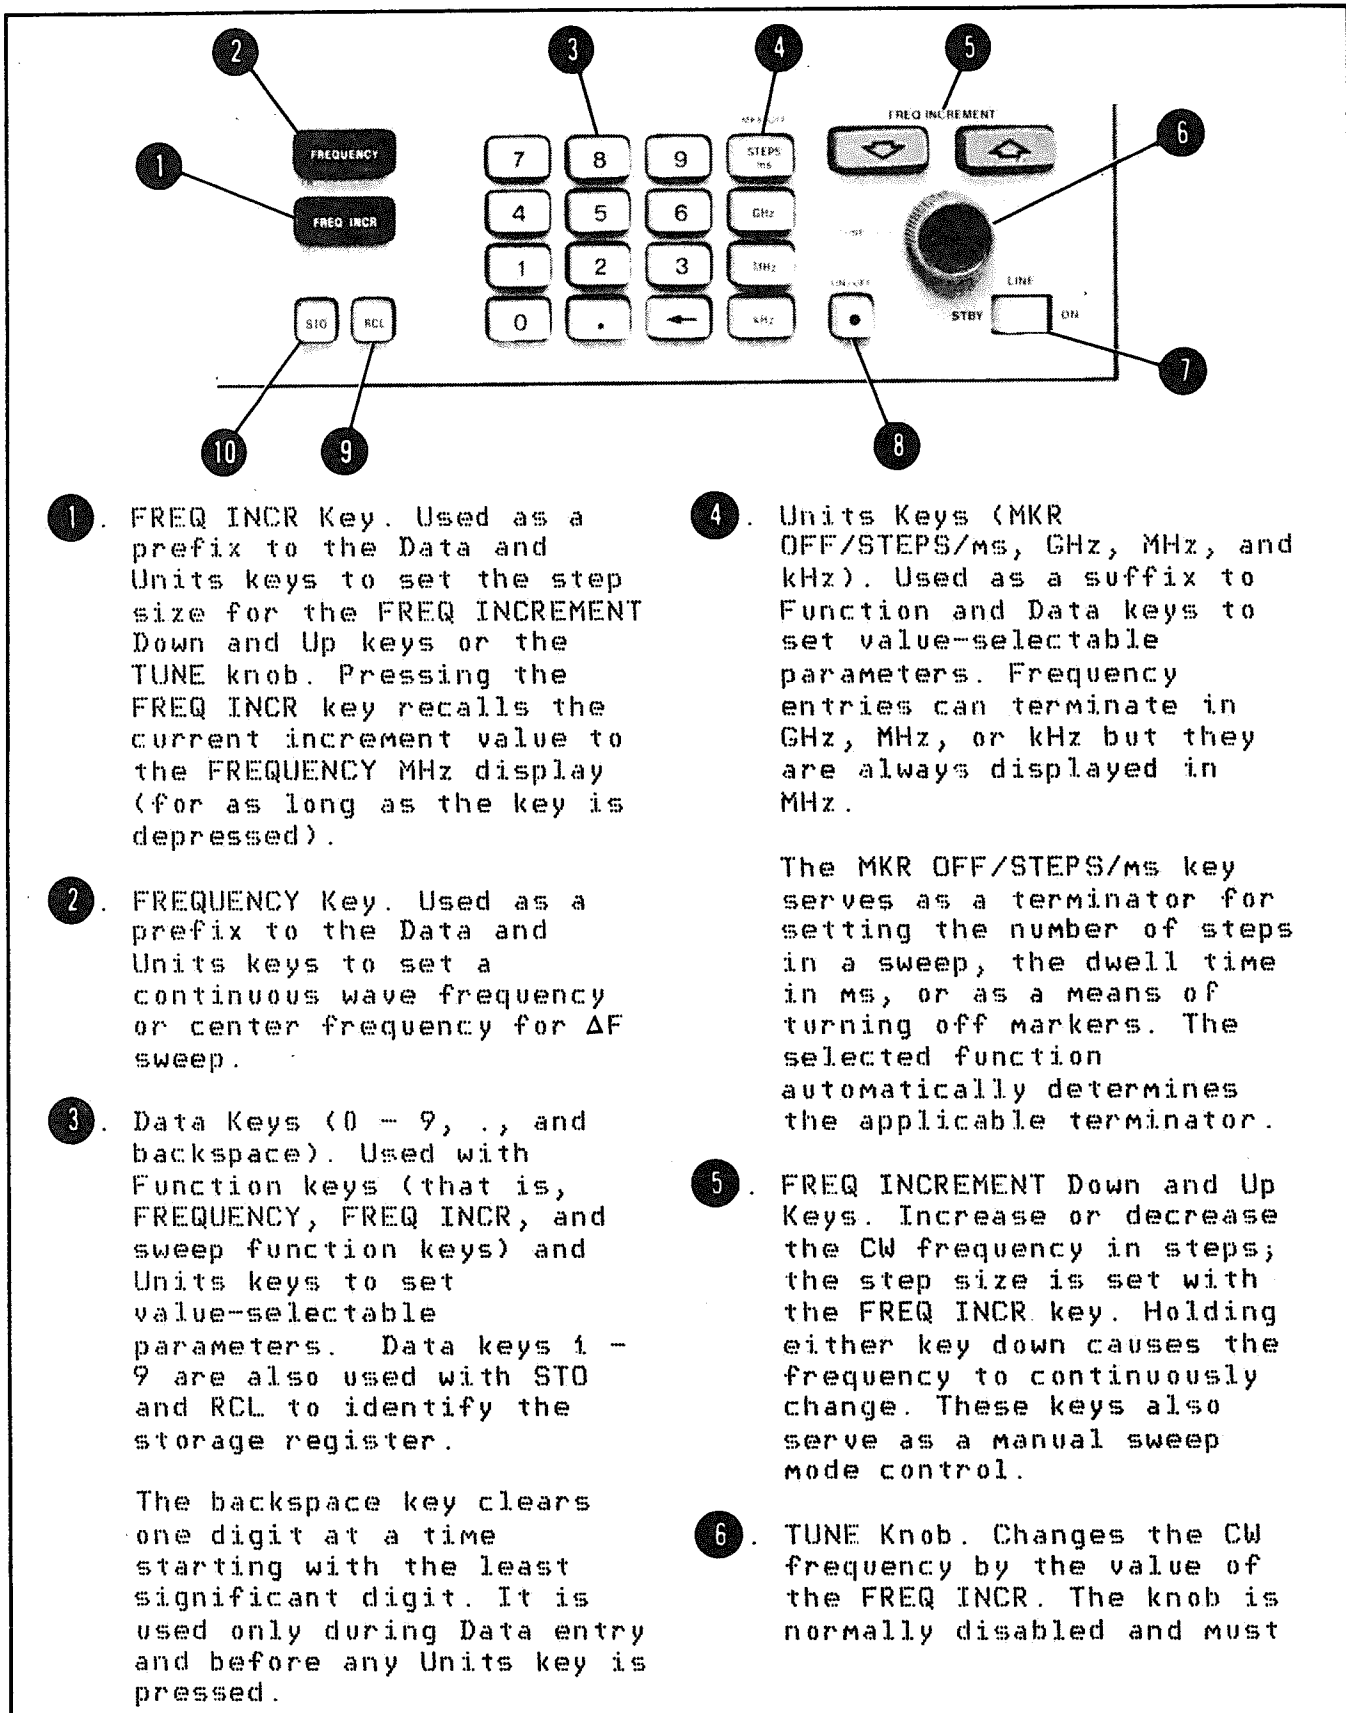 2
3
4
5
FREQ INCREMENT
6
1
FREQUENCY
7
8
9
STEPS
ms
FREQ INCR
4
5
6
GHz
1
2
3
MHz
LINE
STO
RCL
0
.
←
kHz
STBY
ON
7
10
9
8
1. FREQ INCR Key. Used as a
prefix to the Data and
Units keys to set the step
size for the FREQ INCREMENT
Down and Up keys or the
TUNE knob. Pressing the
FREQ INCR key recalls the
current increment value to
the FREQUENCY MHz display
(for as long as the key is
depressed).
2. FREQUENCY Key. Used as a
prefix to the Data and
Units keys to set a
continuous wave frequency
or center frequency for ΔF
sweep.
3. Data Keys (0 - 9, ., and
backspace). Used with
Function keys (that is,
FREQUENCY, FREQ INCR, and
sweep function keys) and
Units keys to set
value-selectable
parameters. Data keys 1 -
9 are also used with STO
and RCL to identify the
storage register.
The backspace key clears
one digit at a time
starting with the least
significant digit. It is
used only during Data entry
and before any Units key is
pressed.
4. Units Keys (MKR
OFF/STEPS/ms, GHz, MHz, and
kHz). Used as a suffix to
Function and Data keys to
set value-selectable
parameters. Frequency
entries can terminate in
GHz, MHz, or kHz but they
are always displayed in
MHz.
The MKR OFF/STEPS/ms key
serves as a terminator for
setting the number of steps
in a sweep, the dwell time
in ms, or as a means of
turning off markers. The
selected function
automatically determines
the applicable terminator.
5. FREQ INCREMENT Down and Up
Keys. Increase or decrease
the CW frequency in steps;
the step size is set with
the FREQ INCR key. Holding
either key down causes the
frequency to continuously
change. These keys also
serve as a manual sweep
mode control.
6. TUNE Knob. Changes the CW
frequency by the value of
the FREQ INCR. The knob is
normally disabled and must